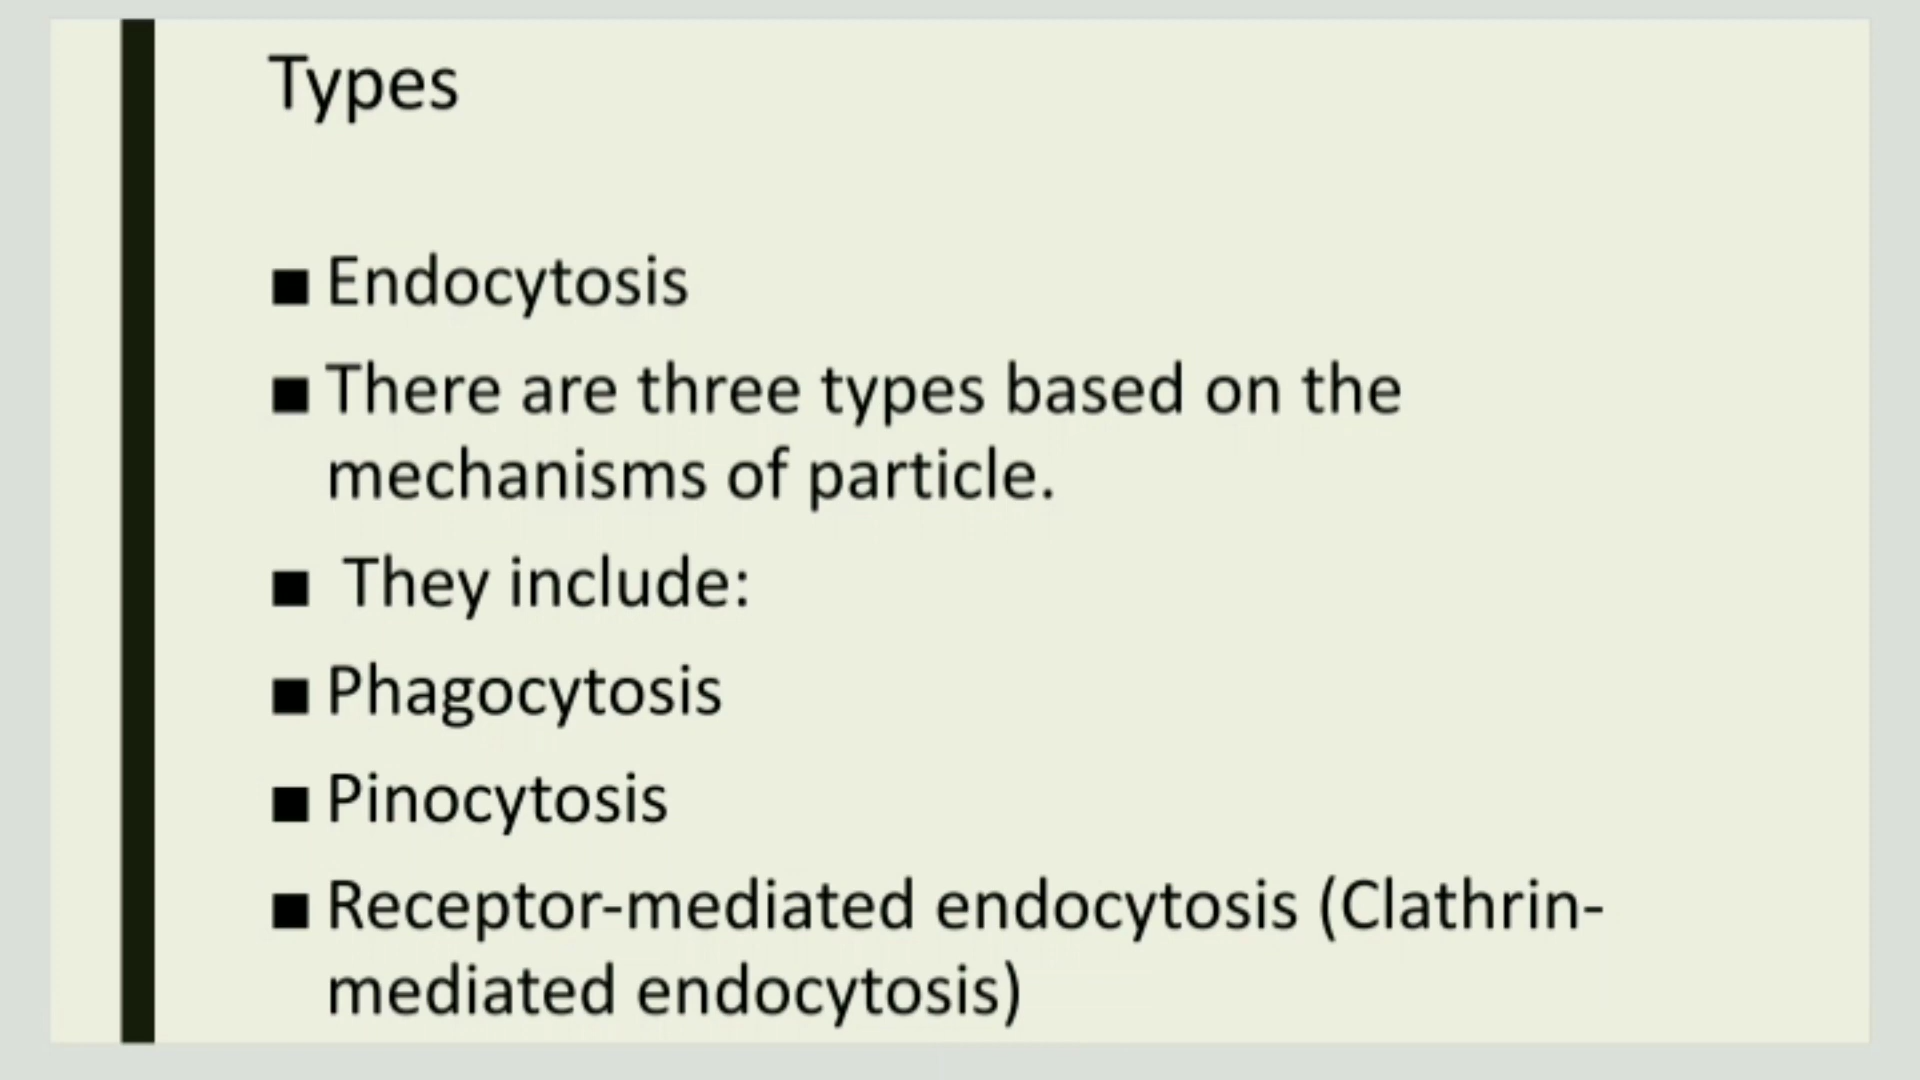 Types
■ Endocytosis
■ There are three types based on the
mechanisms of particle.
■ They include:
■ Phagocytosis
■ Pinocytosis
■ Receptor-mediated endocytosis (Clathrin-
mediated endocytosis)